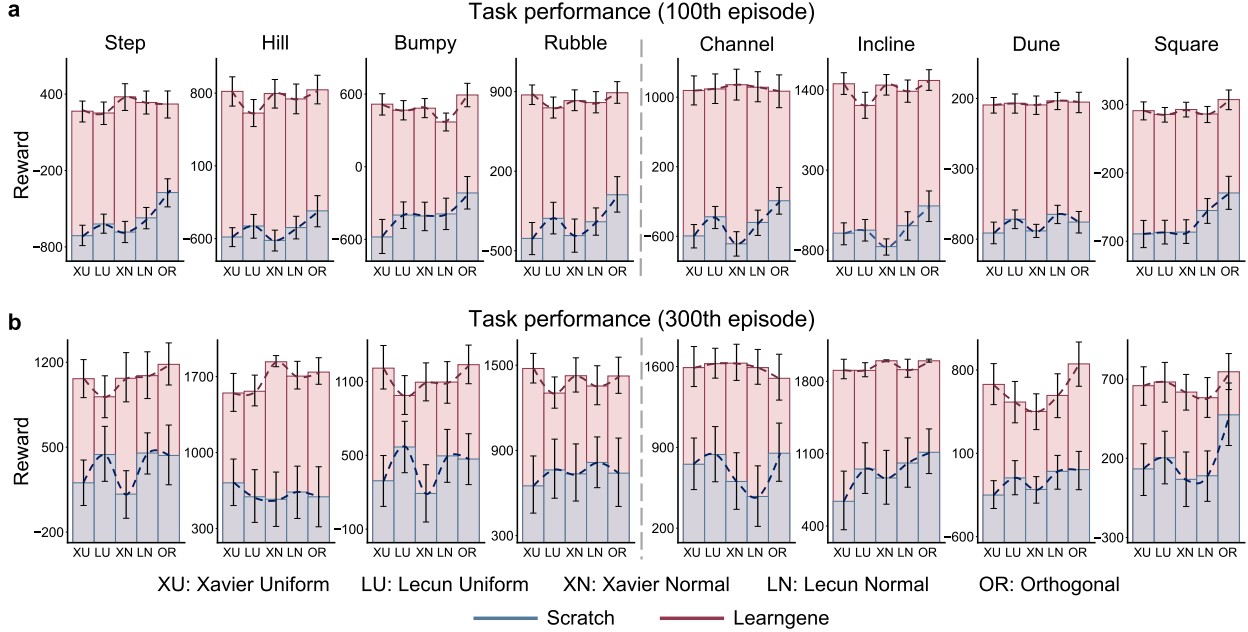 a
Task performance (100th episode)
Step Hill Bumpy Rubble Channel Incline Dune Square
Reward
400
−200
−800
XU LU XN LN OR
800
100
−600
XU LU XN LN OR
600
0
−600
XU LU XN LN OR
900
200
−500
XU LU XN LN OR
1000
200
−600
XU LU XN LN OR
1400
300
−800
XU LU XN LN OR
200
−300
−800
XU LU XN LN OR
300
−200
−700
XU LU XN LN OR
b
Task performance (300th episode)
Reward
1200
500
−200
XU LU XN LN OR
1700
1000
300
XU LU XN LN OR
1100
500
−100
XU LU XN LN OR
1500
900
300
XU LU XN LN OR
1600
900
200
XU LU XN LN OR
1800
1100
400
XU LU XN LN OR
800
100
−600
XU LU XN LN OR
700
200
−300
XU LU XN LN OR
XU: Xavier Uniform LU: Lecun Uniform XN: Xavier Normal LN: Lecun Normal OR: Orthogonal
Scratch Learngene